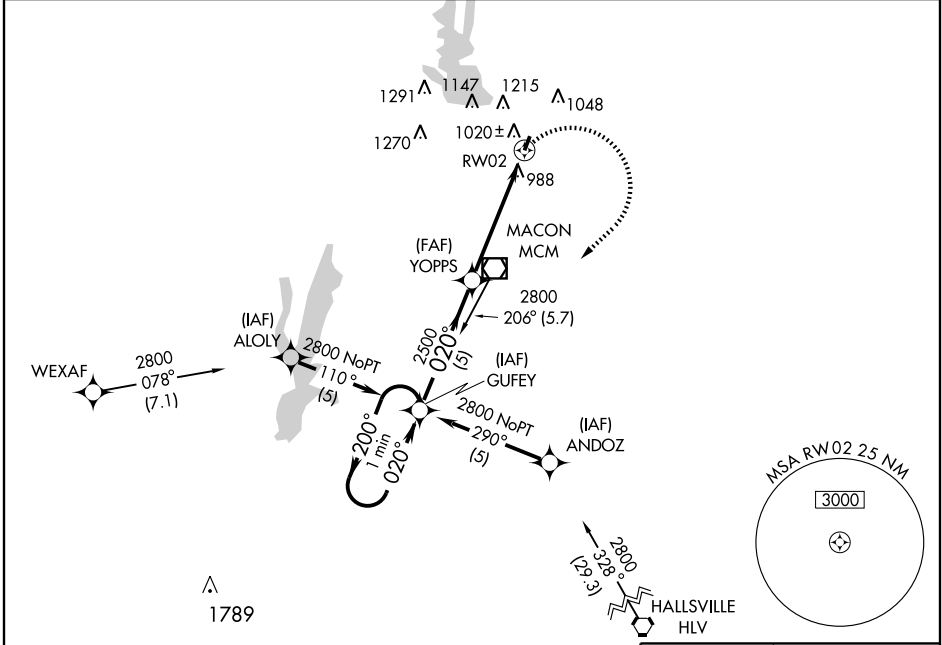 1291
1147
1215
1048
1270
1020±
RW02
988
MACON
MCM
(FAF)
YOPPS
2800
206° (5.7)
(IAF)
ALOLY
2500
020°
(5)
WEXAF
2800
078°
(7.1)
2800 NoPT
110°
(5)
(IAF)
GUFEY
2800 NoPT
290°
(5)
(IAF)
ANDOZ
200°
1 min
020°
MSA RW02 25 NM
3000
2800
328°
(29.3)
HALLSVILLE
HLV
1789